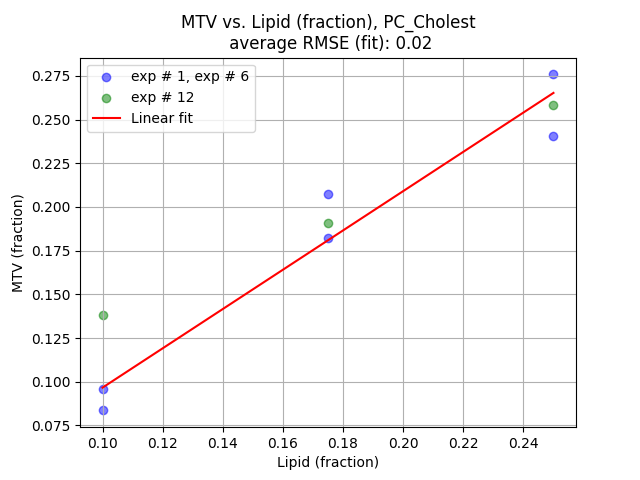 MTV vs. Lipid (fraction), PC_Cholest
average RMSE (fit): 0.02
exp # 1, exp # 6
exp # 12
Linear fit
0.275
0.250
0.225
0.200
0.175
0.150
0.125
0.100
0.075
MTV (fraction)
0.10 0.12 0.14 0.16 0.18 0.20 0.22 0.24
Lipid (fraction)